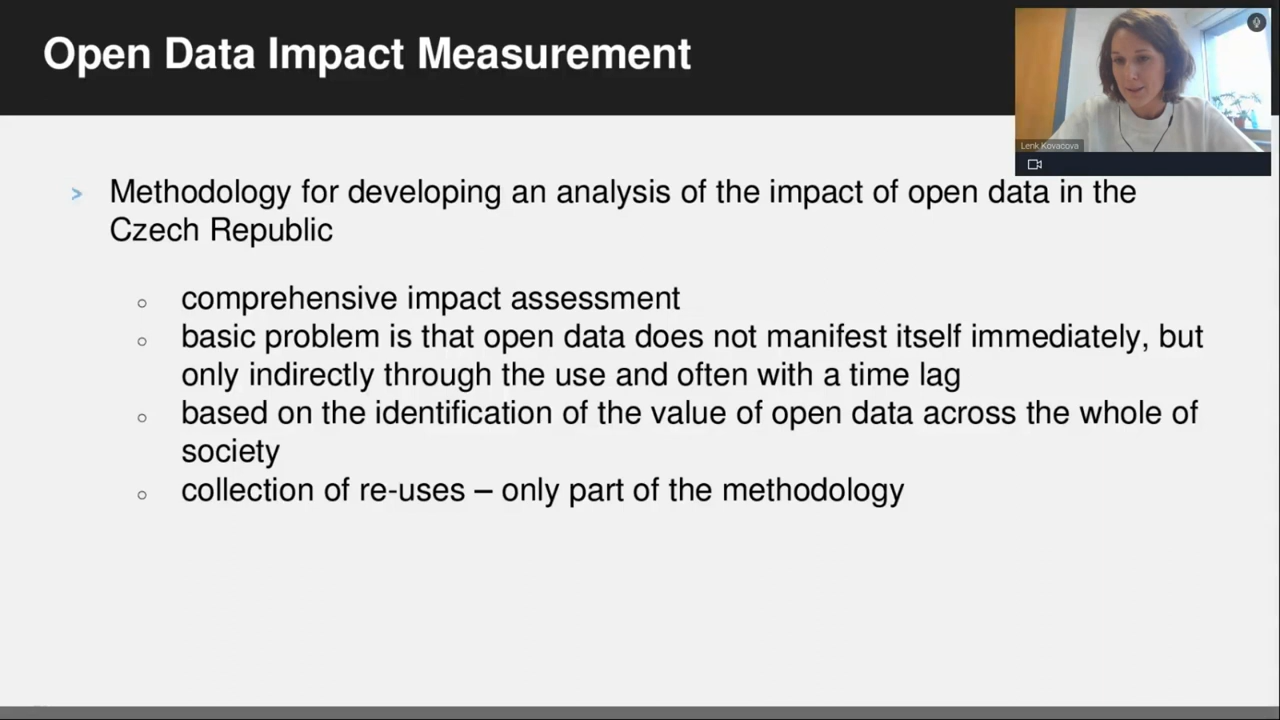 Open Data Impact Measurement
Lenk Kovacova
> Methodology for developing an analysis of the impact of open data in the
Czech Republic
○ comprehensive impact assessment
○ basic problem is that open data does not manifest itself immediately, but
only indirectly through the use and often with a time lag
○ based on the identification of the value of open data across the whole of
society
○ collection of re-uses – only part of the methodology